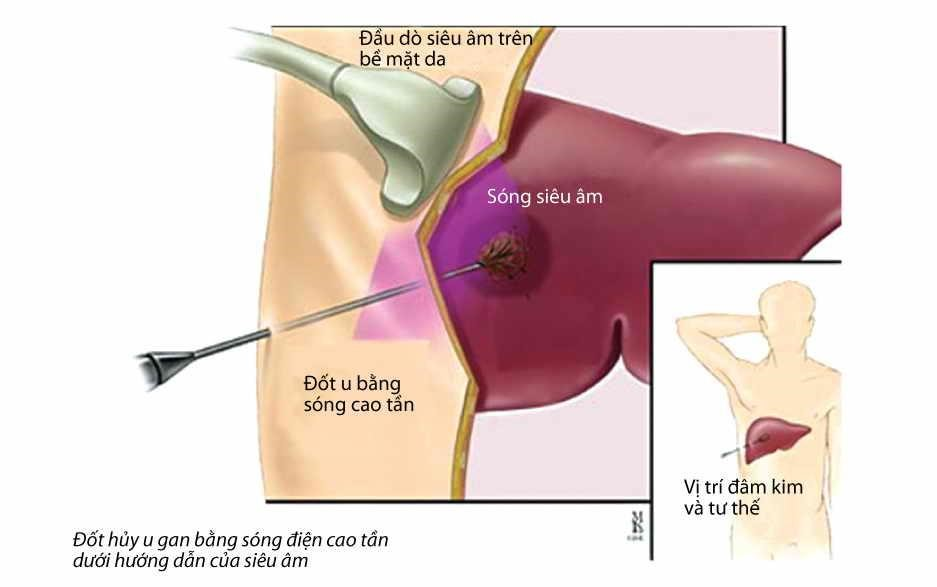 Đầu dò siêu âm trên
bề mặt da
Sóng siêu âm
Đốt u bằng
sóng cao tần
Vị trí đâm kim
và tư thế
Đốt hủy u gan bằng sóng điện cao tần
dưới hướng dẫn của siêu âm